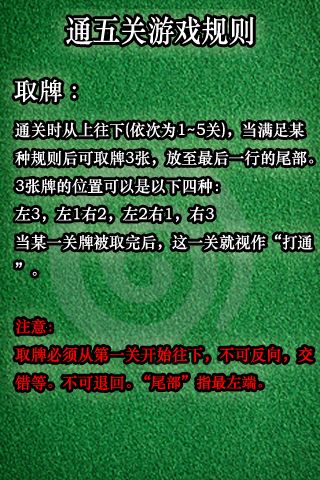 通五关游戏规则
取牌：
通关时从上往下(依次为1~5关)，当满足某
种规则后可取牌3张，放至最后一行的尾部。
3张牌的位置可以是以下四种：
左3，左1右2，左2右1，右3
当某一关牌被取完后，这一关就视作“打通
”。
注意：
取牌必须从第一关开始往下，不可反向，交
错等。不可退回。“尾部”指最左端。